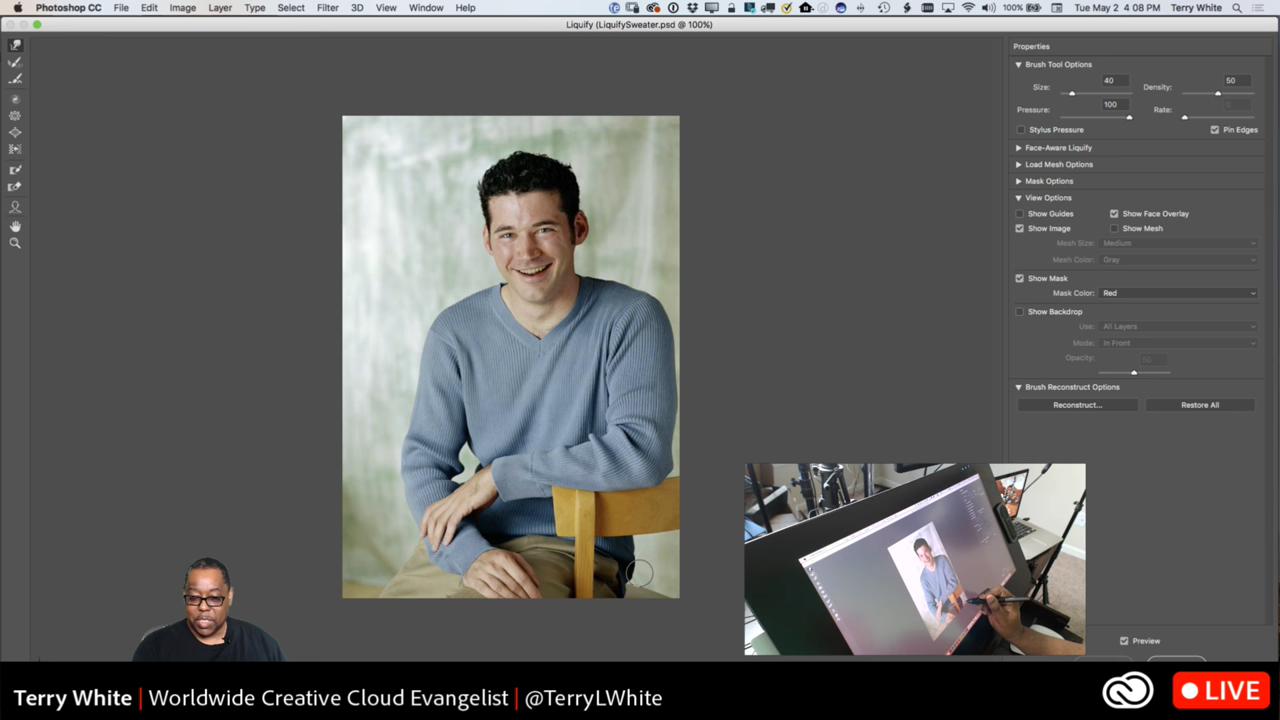 Photoshop CC File Edit Image Layer Type Select Filter 3D View Window Help 100% Tue May 2 4:08 PM Terry White
Liquify (LiquifySweater.psd @ 100%)
Properties
Brush Tool Options
Size: 40 Density: 50
Pressure: 100 Rate:
Stylus Pressure Pin Edges
Face-Aware Liquify
Load Mesh Options
Mask Options
View Options
Show Guides Show Face Overlay
Show Image Show Mesh
Mesh Size: Medium
Mesh Color: Gray
Show Mask
Mask Color: Red
Show Backdrop
Use: All Layers
Mode: In Front
Opacity: 50
Brush Reconstruct Options
Reconstruct... Restore All
Preview
Terry White | Worldwide Creative Cloud Evangelist | @TerryLWhite
LIVE